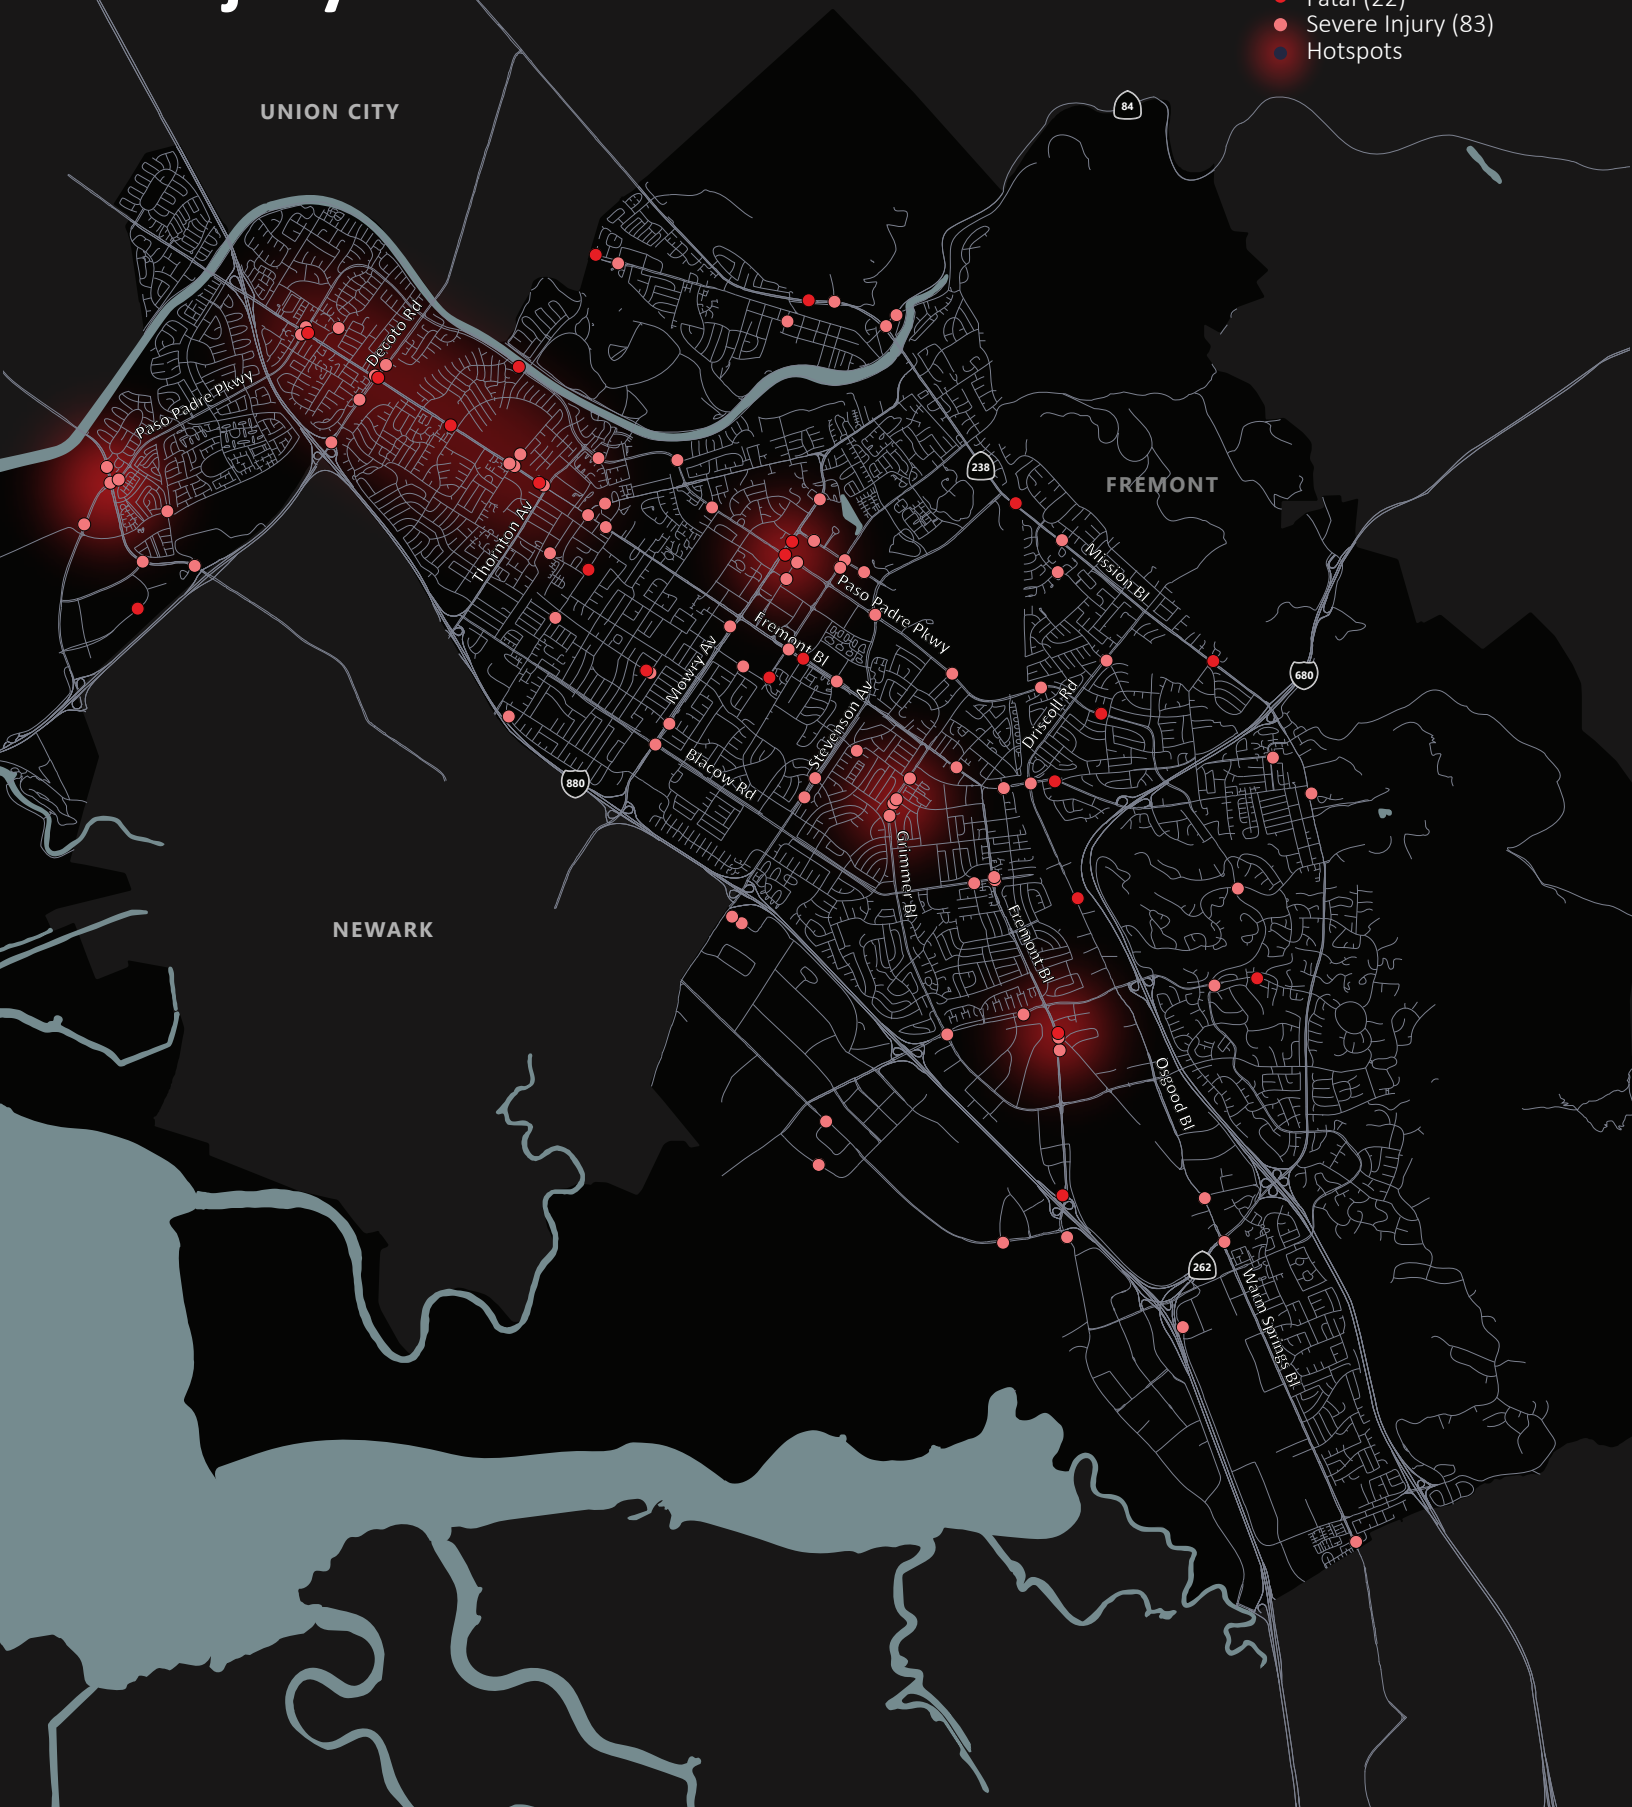 Fatal (22)
Severe Injury (83)
Hotspots
84
UNION CITY
Decoto Rd
Paso Padre Pkwy
238
FREMONT
Thornton Av
Mission Bl
Paso Padre Pkwy
Fremont Bl
Mowry Av
680
Stevenson Av
Driscoll Rd
Blacow Rd
880
Grimmer Bl
NEWARK
Fremont Bl
Osgood Bl
262
Warm Springs Bl